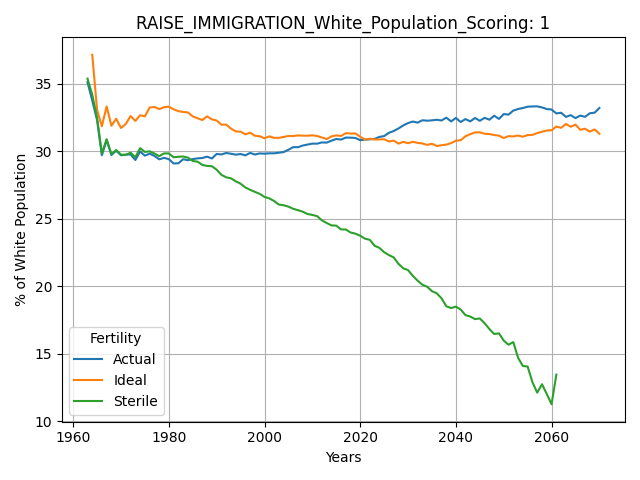 RAISE_IMMIGRATION_White_Population_Scoring: 1
% of White Population
35
30
25
20
15
10
Fertility
Actual
Ideal
Sterile
1960
1980
2000
2020
2040
2060
Years